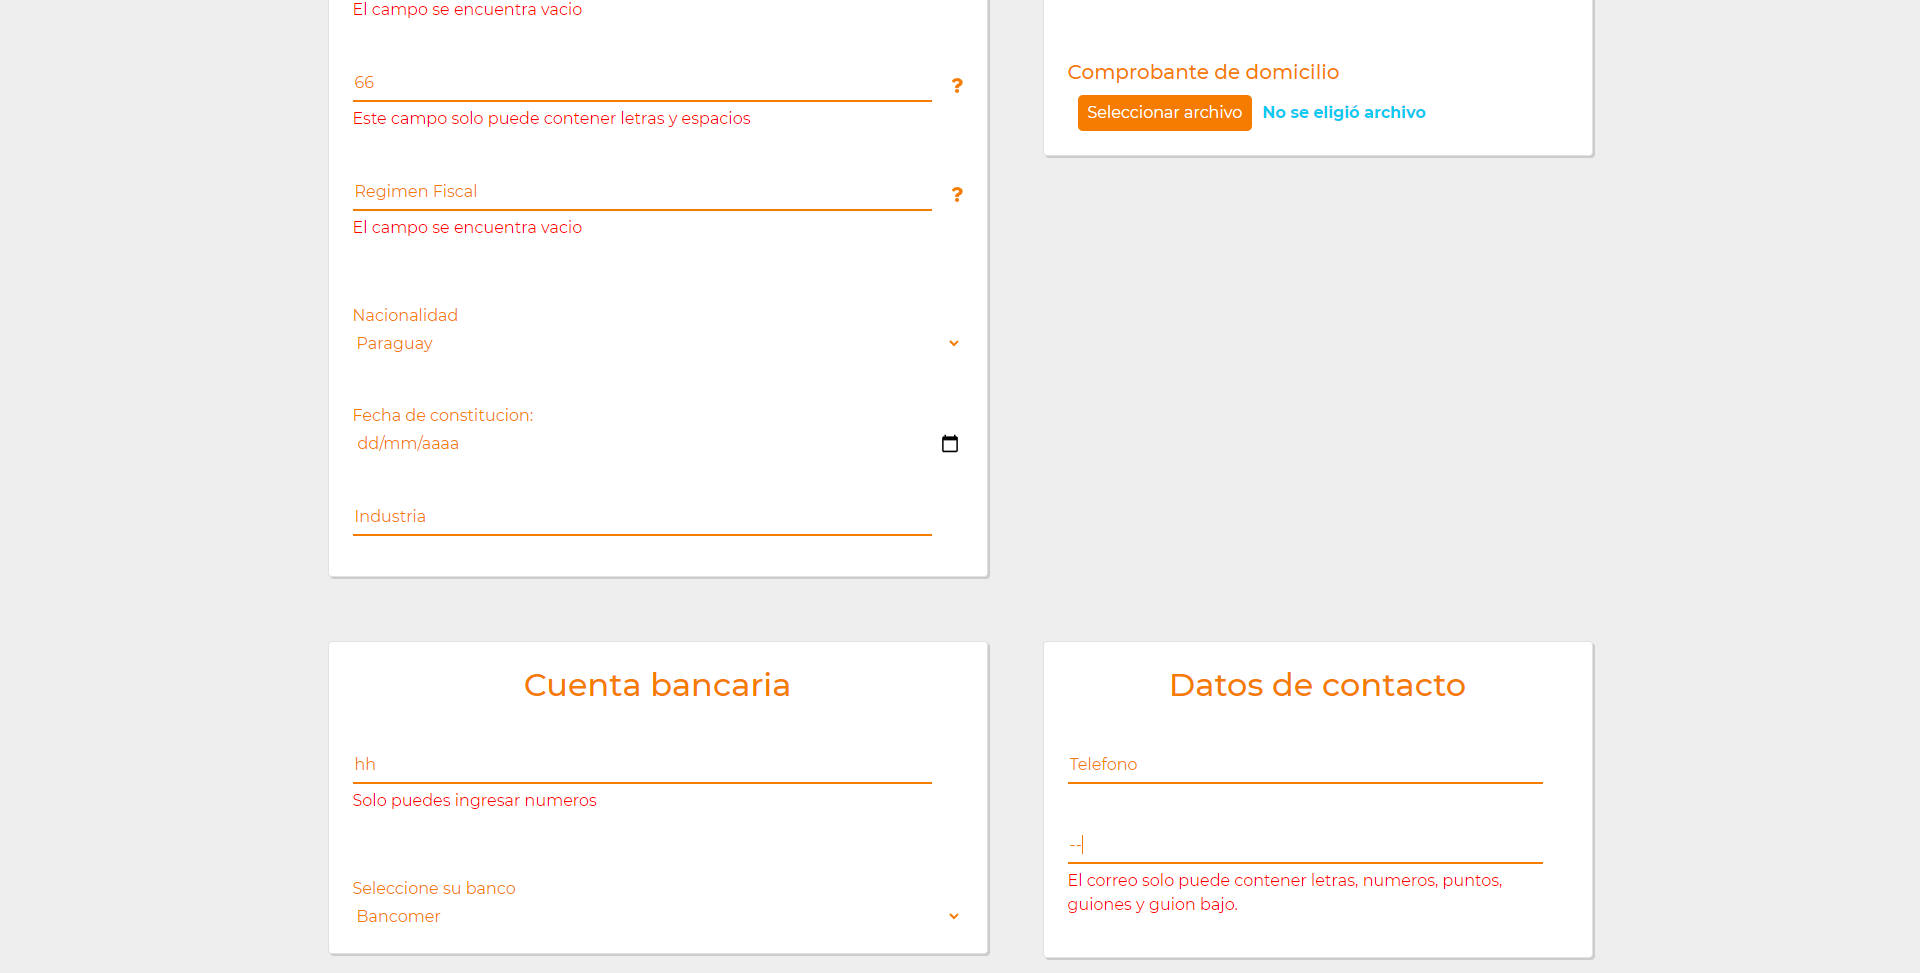 El campo se encuentra vacio
66
?
Este campo solo puede contener letras y espacios
Regimen Fiscal
?
El campo se encuentra vacio
Nacionalidad
Paraguay
Fecha de constitucion:
dd/mm/aaaa
Industria
Comprobante de domicilio
Seleccionar archivo No se eligió archivo
Cuenta bancaria
hh
Solo puedes ingresar numeros
Seleccione su banco
Bancomer
Datos de contacto
Telefono
--
El correo solo puede contener letras, numeros, puntos,
guiones y guion bajo.